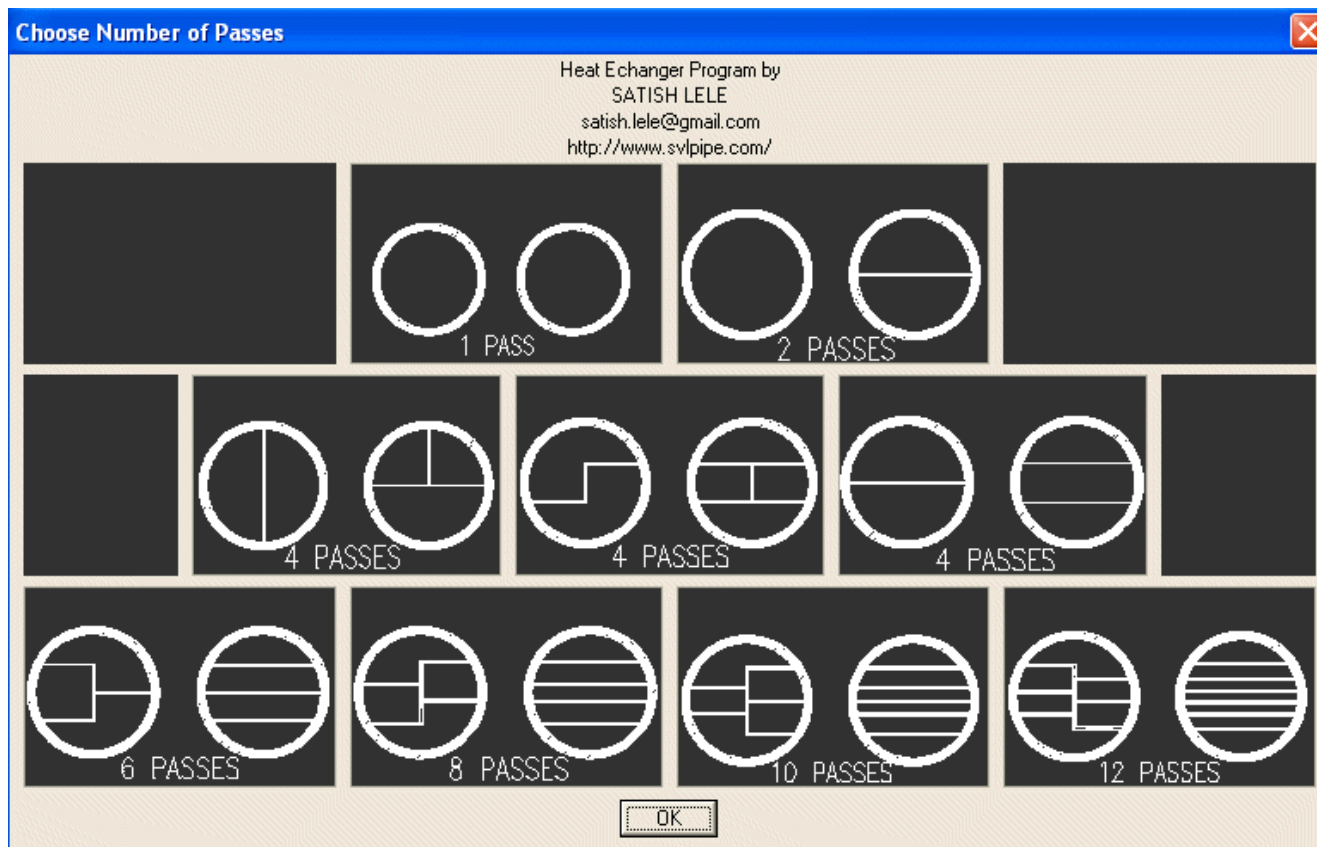 Choose Number of Passes
Heat Echanger Program by
SATISH LELE
satish.lele@gmail.com
http://www.svlpipe.com/
1 PASS
2 PASSES
4 PASSES
4 PASSES
4 PASSES
6 PASSES
8 PASSES
10 PASSES
12 PASSES
OK